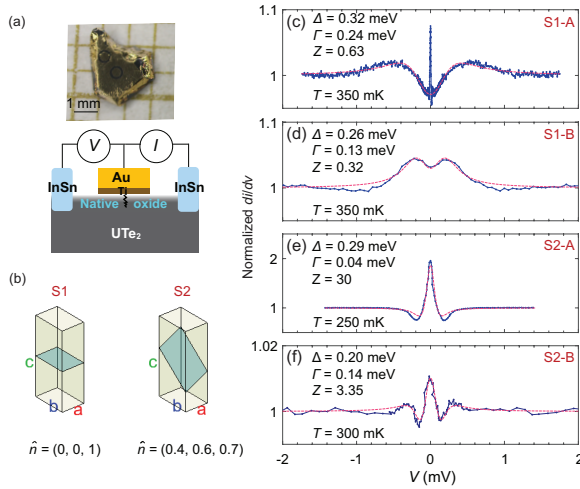 (a)
1 mm
V
I
InSn
Au
Ti
InSn
Native oxide
UTe₂
(b)
S1
S2
c
b
a
n̂ = (0, 0, 1)
n̂ = (0.4, 0.6, 0.7)
Normalized di/dv
1.1
(c)
Δ = 0.32 meV
S1-A
Γ = 0.24 meV
Z = 0.63
1
T = 350 mK
1.1
(d)
Δ = 0.26 meV
S1-B
Γ = 0.13 meV
Z = 0.32
1
T = 350 mK
(e)
Δ = 0.29 meV
S2-A
2
Γ = 0.04 meV
Z = 30
1
T = 250 mK
1.02
(f)
Δ = 0.20 meV
S2-B
Γ = 0.14 meV
Z = 3.35
1
T = 300 mK
-2 -1 0 1 2
V (mV)